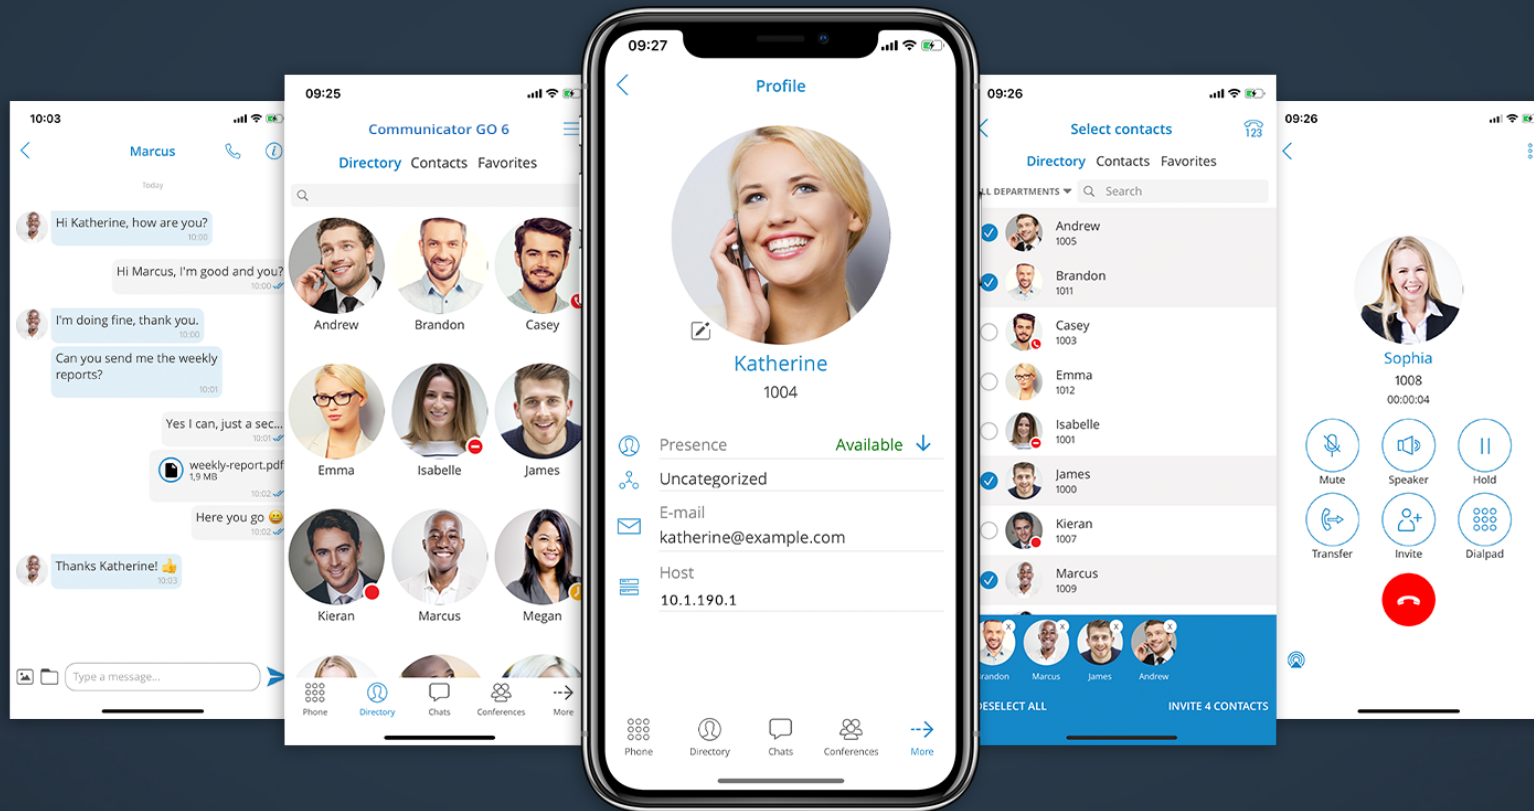 10:03
Marcus
Today
Hi Katherine, how are you?
10:00
Hi Marcus, I'm good and you?
10:00
I'm doing fine, thank you.
10:00
Can you send me the weekly
reports?
10:01
Yes I can, just a sec...
10:01
weekly-report.pdf
1,9 MB
10:02
Here you go 😄
10:02
Thanks Katherine! 👍
10:03
Type a message...
09:25
Communicator GO 6
Directory Contacts Favorites
Andrew Brandon Casey
Emma Isabelle James
Kieran Marcus Megan
Phone Directory Chats Conferences More
09:27
Profile
Katherine
1004
Presence Available
Uncategorized
E-mail
katherine@example.com
Host
10.1.190.1
Phone Directory Chats Conferences More
09:26
Select contacts
123
Directory Contacts Favorites
LL DEPARTMENTS Search
Andrew
1005
Brandon
1011
Casey
1003
Emma
1012
Isabelle
1001
James
1000
Kieran
1007
Marcus
1009
X X X X
randon Marcus James Andrew
DESELECT ALL INVITE 4 CONTACTS
09:26
Sophia
1008
00:00:04
Mute Speaker Hold
Transfer Invite Dialpad